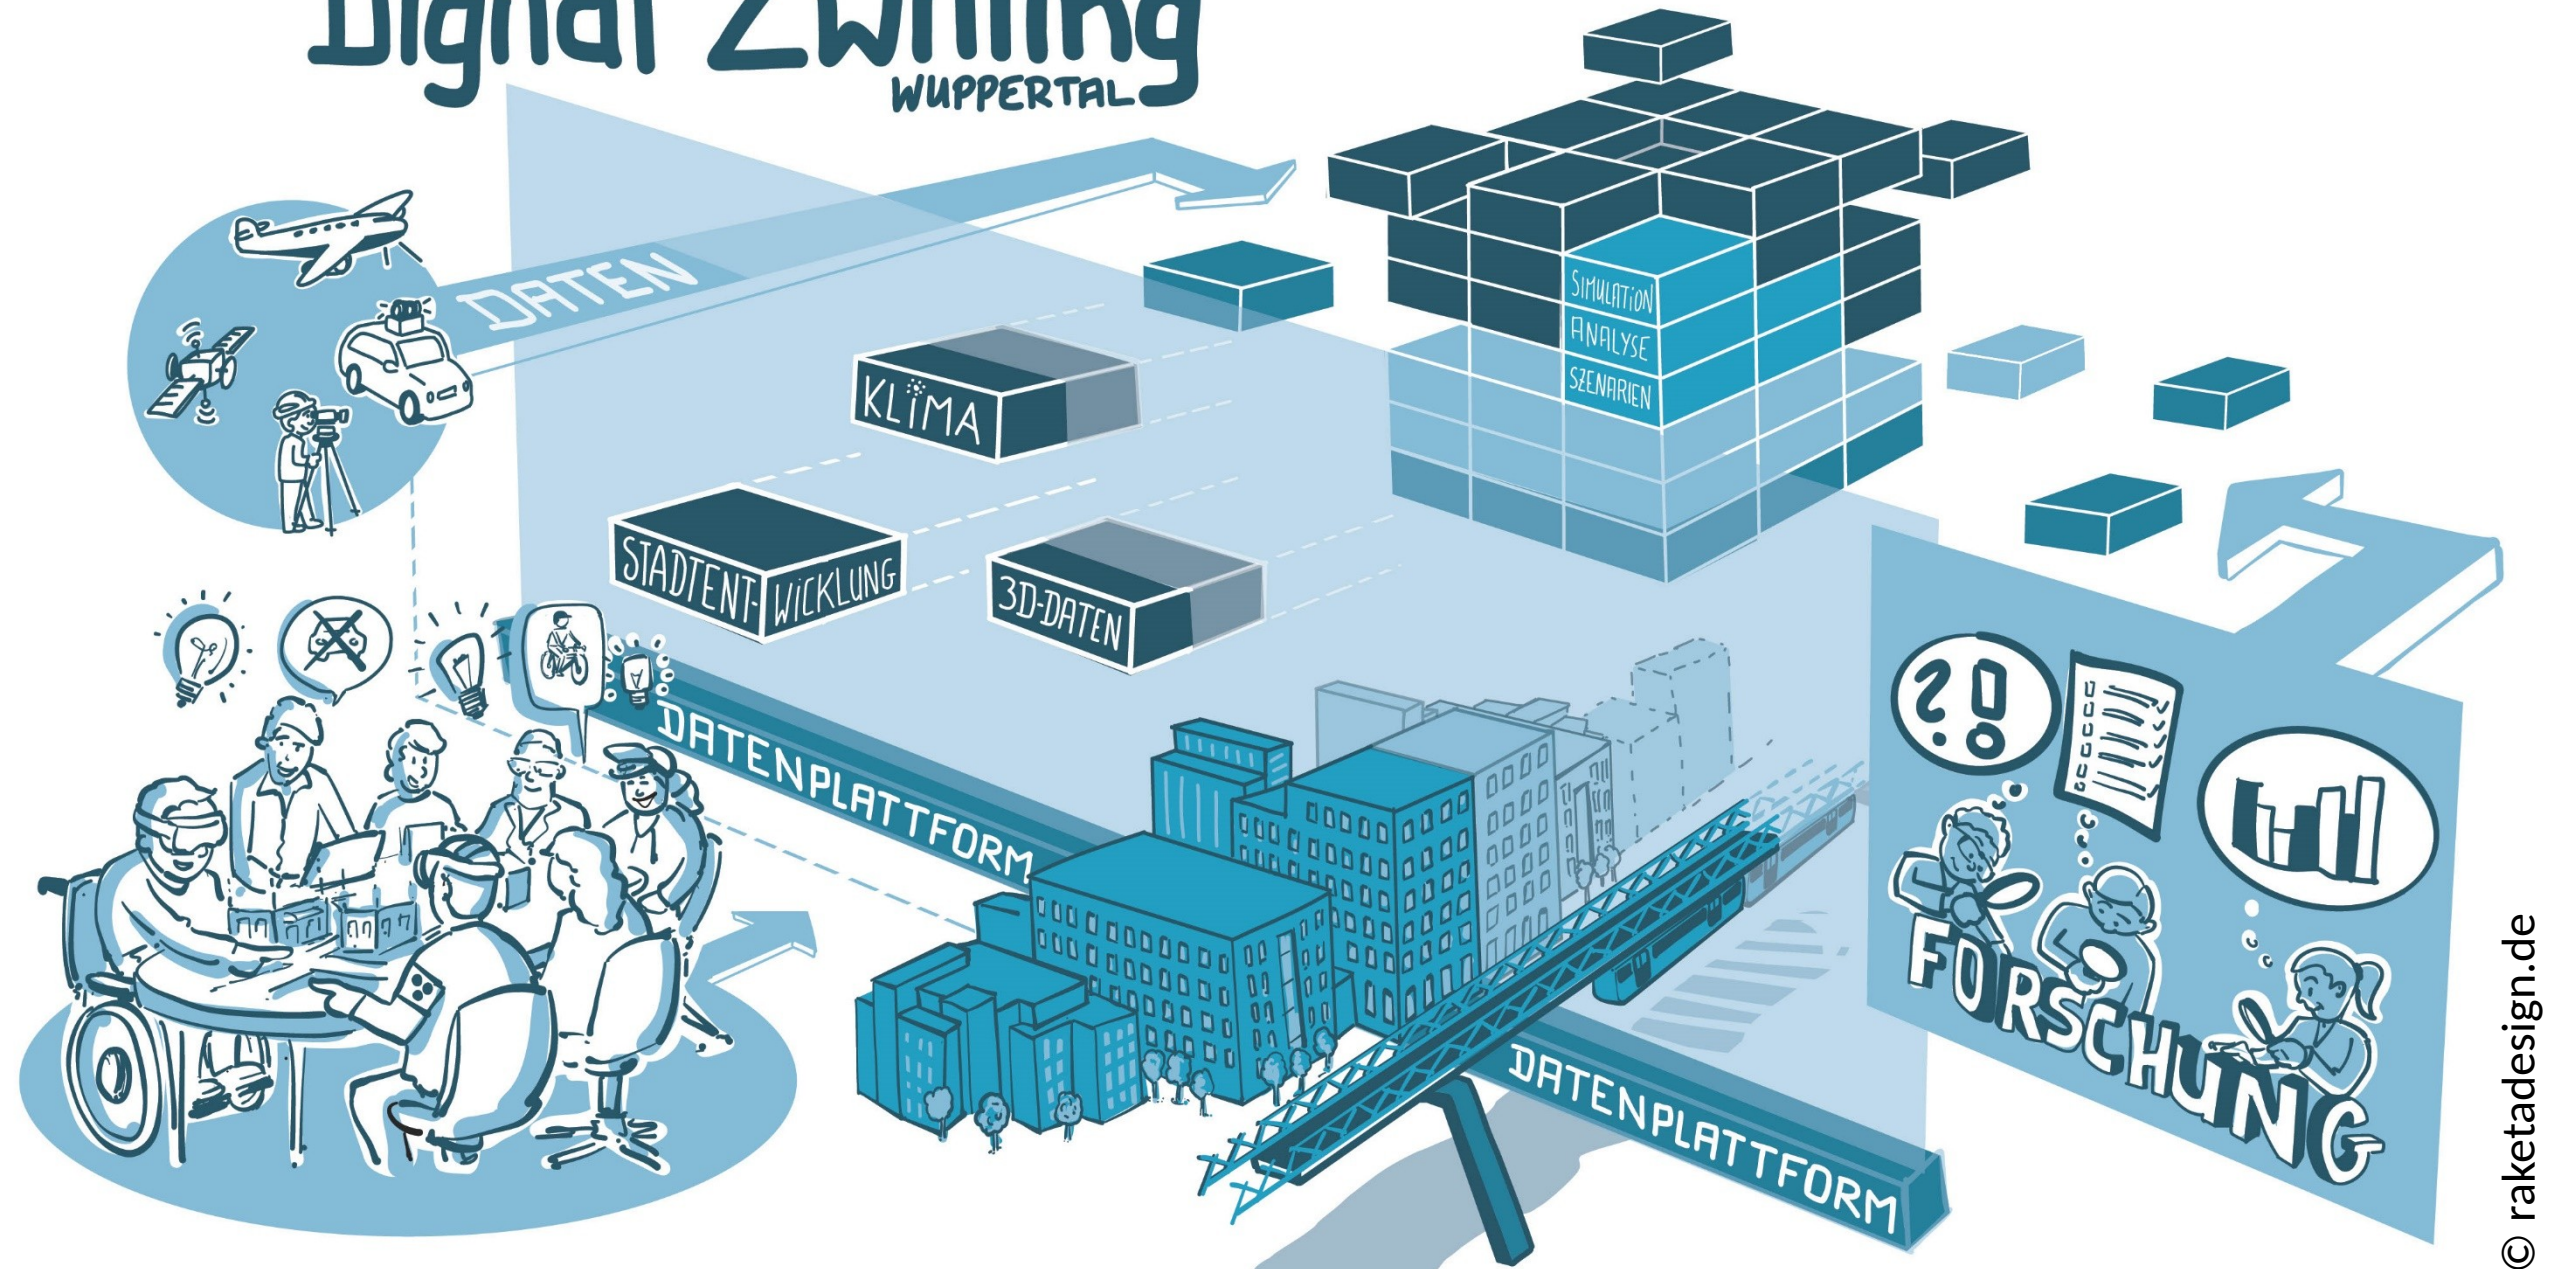 Digital Zwilling
WUPPERTAL
DATEN
SIMULATION
ANALYSE
SZENARIEN
KLIMA
STADTENT-WICKLUNG
3D-DATEN
DATENPLATTFORM
?!
FORSCHUNG
DATENPLATTFORM
© raketadesign.de